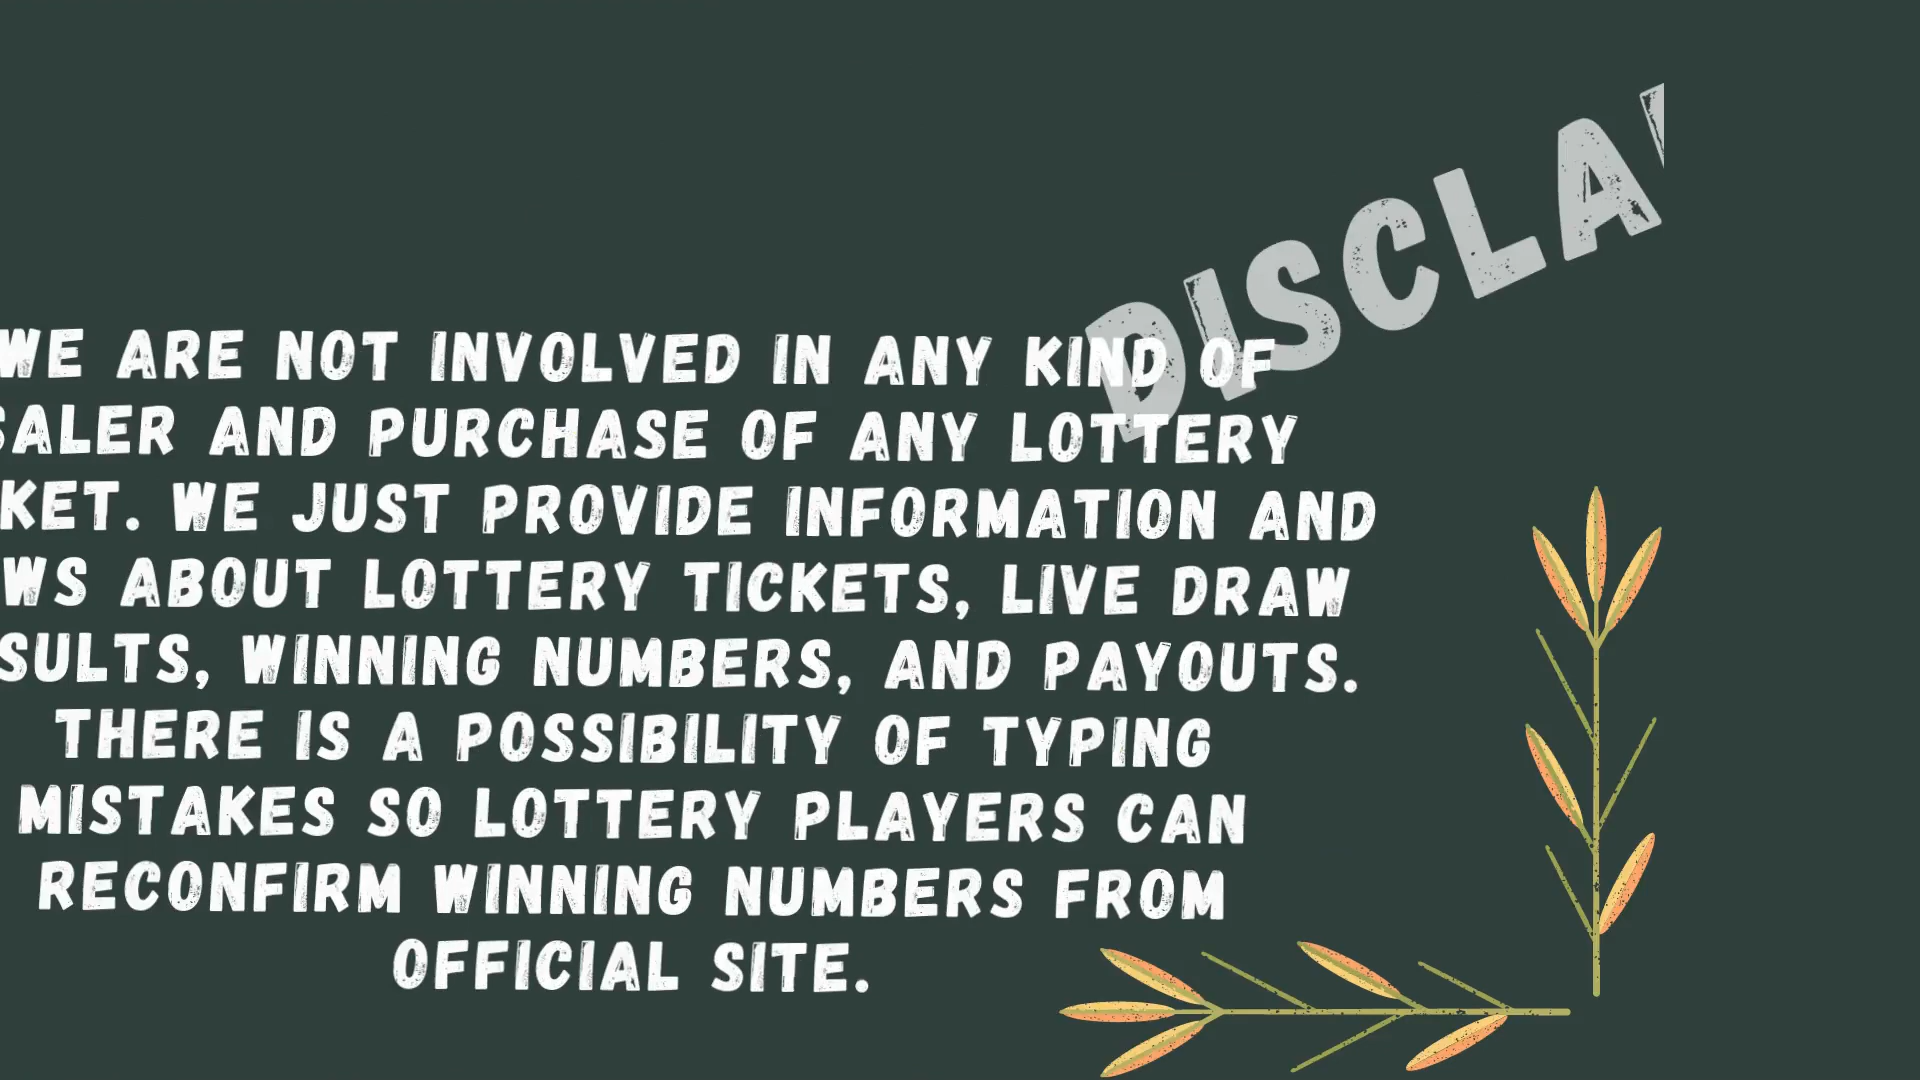 DISCLAI
WE ARE NOT INVOLVED IN ANY KIND OF
SALER AND PURCHASE OF ANY LOTTERY
KET. WE JUST PROVIDE INFORMATION AND
WS ABOUT LOTTERY TICKETS, LIVE DRAW
SULTS, WINNING NUMBERS, AND PAYOUTS.
THERE IS A POSSIBILITY OF TYPING
MISTAKES SO LOTTERY PLAYERS CAN
RECONFIRM WINNING NUMBERS FROM
OFFICIAL SITE.